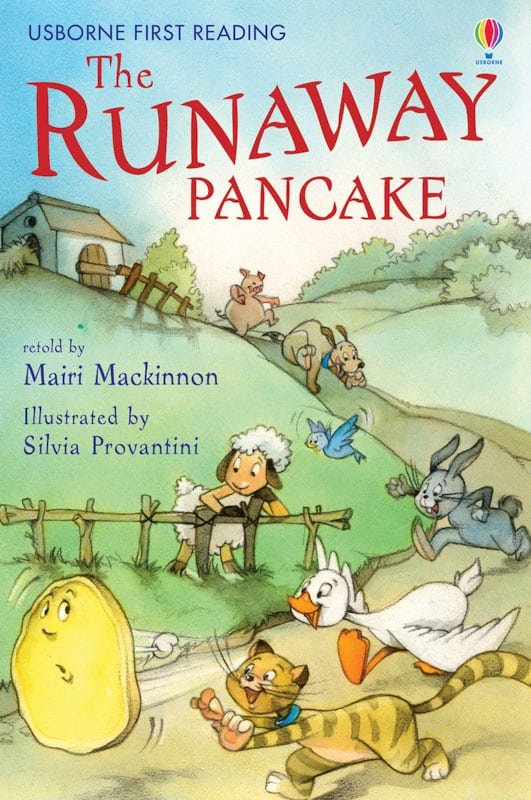 USBORNE FIRST READING
USBORNE
The
RUNAWAY
PANCAKE
retold by
Mairi Mackinnon
Illustrated by
Silvia Provantini